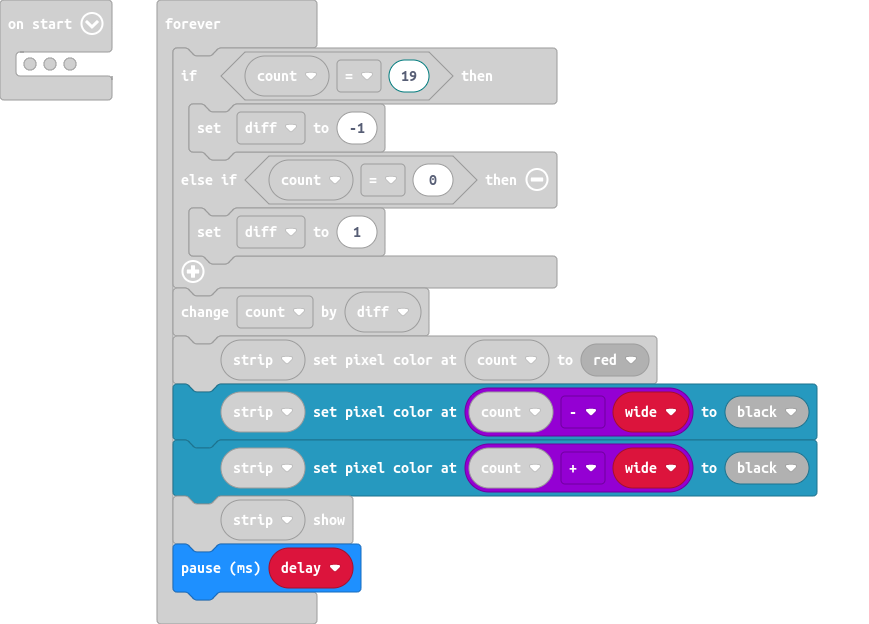 on start
forever
if count = 19 then
set diff to -1
else if count = 0 then
set diff to 1
change count by diff
strip set pixel color at count to red
strip set pixel color at count - wide to black
strip set pixel color at count + wide to black
strip show
pause (ms) delay